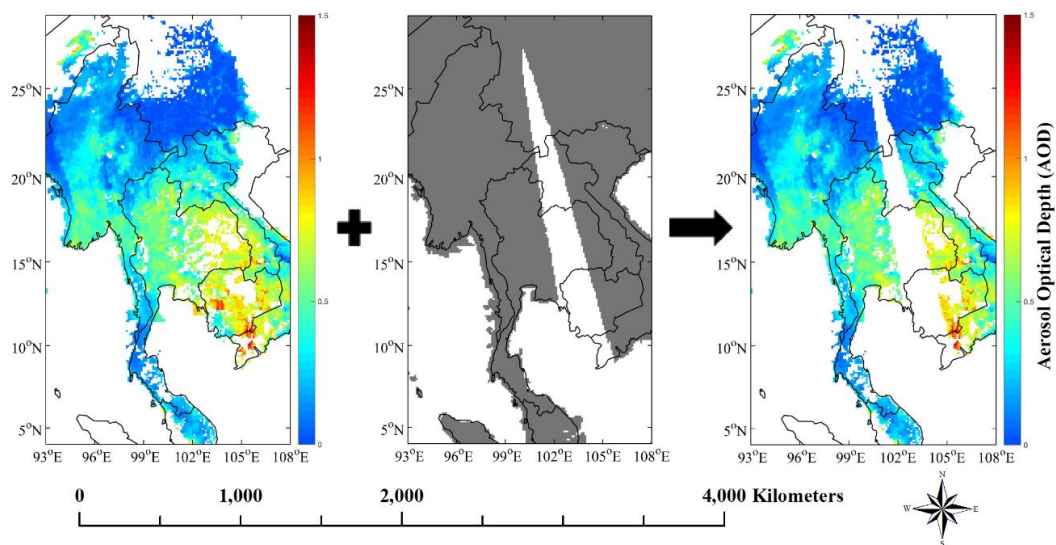 1.5
1
0.5
0
25°N
20°N
15°N
10°N
5°N
93°E 96°E 99°E 102°E 105°E 108°E
25°N
20°N
15°N
10°N
5°N
93°E 96°E 99°E 102°E 105°E 108°E
25°N
20°N
15°N
10°N
5°N
93°E 96°E 99°E 102°E 105°E 108°E
1.5
1
0.5
0
Aerosol Optical Depth (AOD)
0 1,000 2,000 4,000 Kilometers
N
W E
S